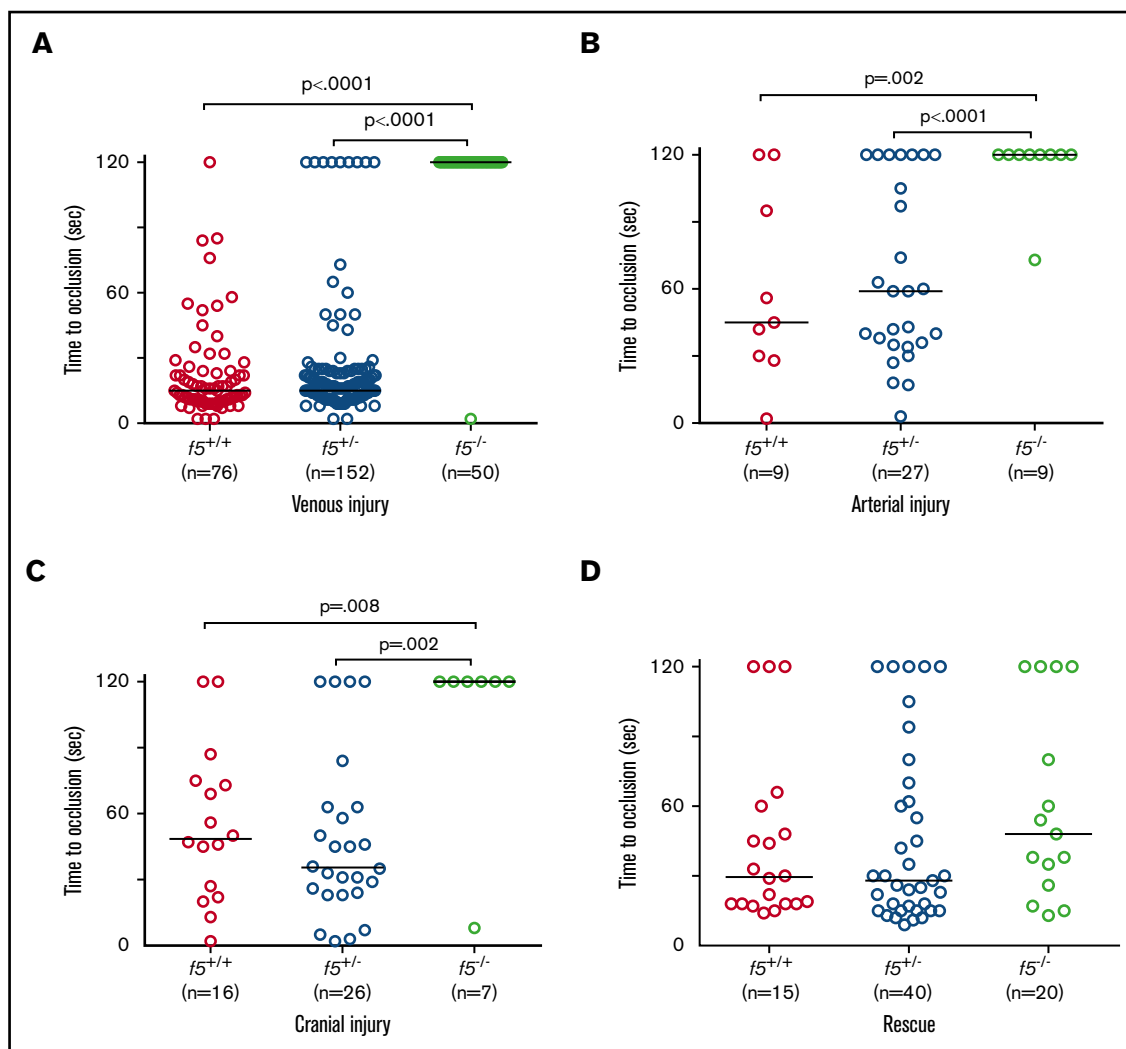 A
p<.0001
p<.0001
120
60
0
Time to occlusion (sec)
f5+/+
f5+/-
f5-/-
(n=76)
(n=152)
(n=50)
Venous injury
B
p=.002
p<.0001
120
60
0
Time to occlusion (sec)
f5+/+
f5+/-
f5-/-
(n=9)
(n=27)
(n=9)
Arterial injury
C
p=.008
p=.002
120
60
0
Time to occlusion (sec)
f5+/+
f5+/-
f5-/-
(n=16)
(n=26)
(n=7)
Cranial injury
D
120
60
0
Time to occlusion (sec)
f5+/+
f5+/-
f5-/-
(n=15)
(n=40)
(n=20)
Rescue